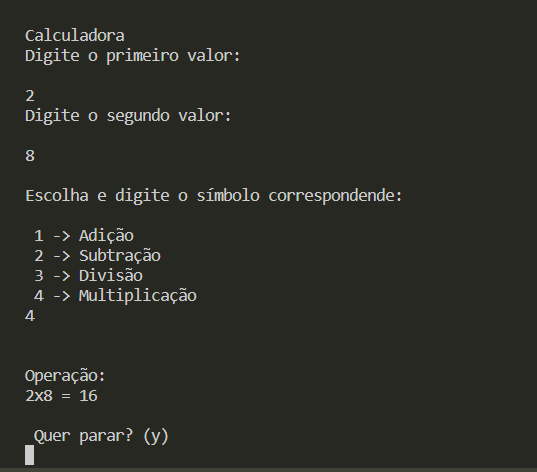 Calculadora
Digite o primeiro valor:
2
Digite o segundo valor:
8
Escolha e digite o símbolo correspondende:
1 -> Adição
2 -> Subtração
3 -> Divisão
4 -> Multiplicação
4
Operação:
2x8 = 16
Quer parar? (y)